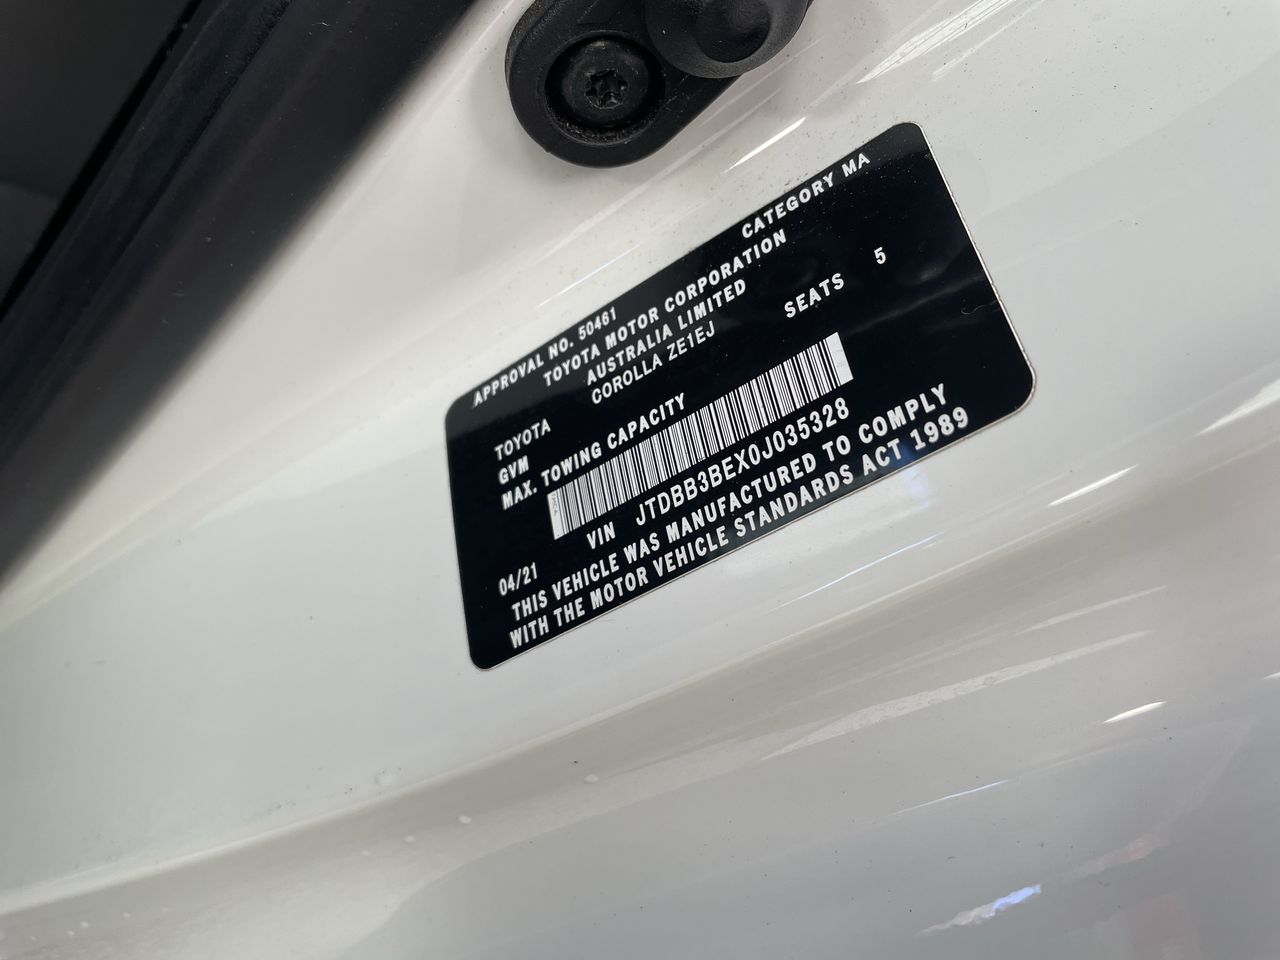 APPROVAL NO. 50461 CATEGORY MA
TOYOTA MOTOR CORPORATION
AUSTRALIA LIMITED
TOYOTA COROLLA ZE1EJ SEATS 5
GVM
MAX. TOWING CAPACITY
VIN JTDBB3BEX0J035328
04/21
THIS VEHICLE WAS MANUFACTURED TO COMPLY
WITH THE MOTOR VEHICLE STANDARDS ACT 1989